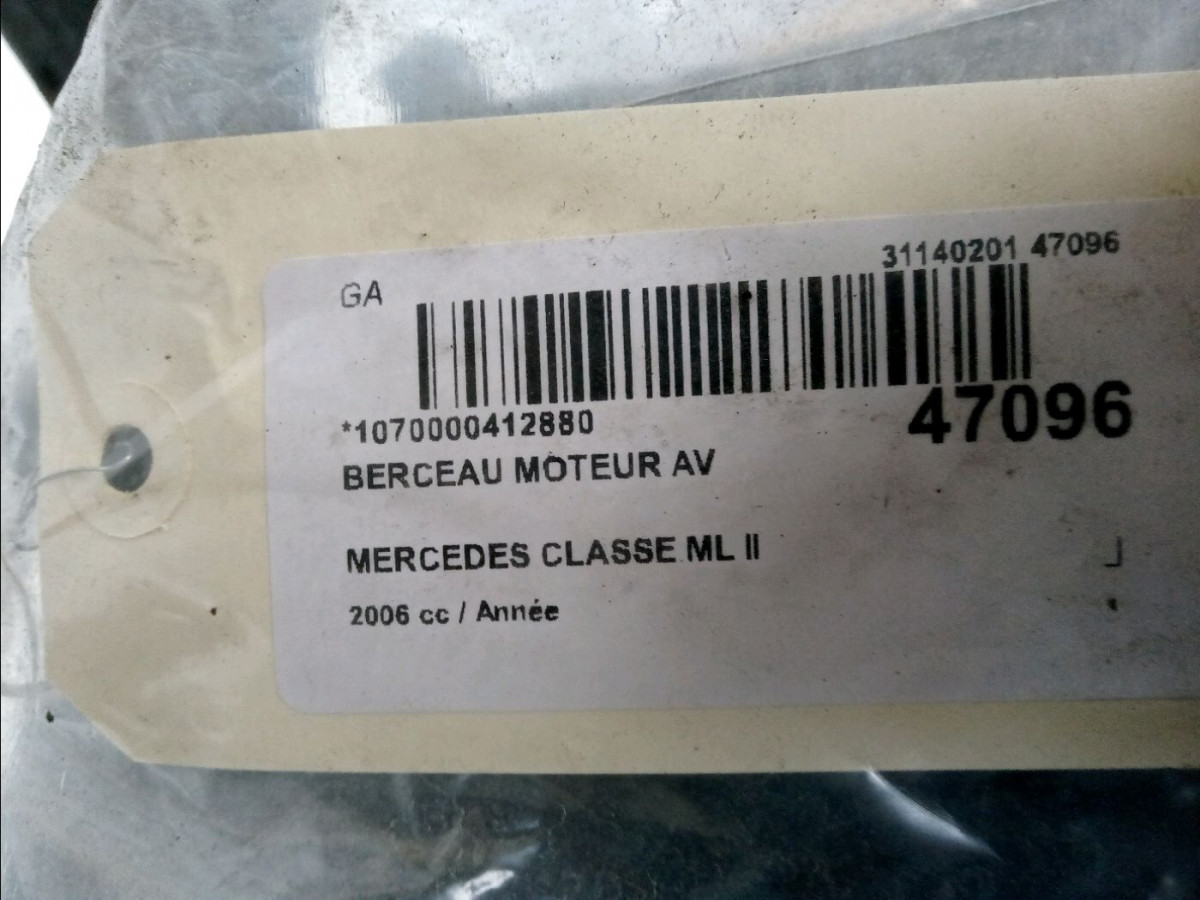 GA
31140201 47096
*1070000412880
47096
BERCEAU MOTEUR AV
MERCEDES CLASSE ML II
2006 cc / Année